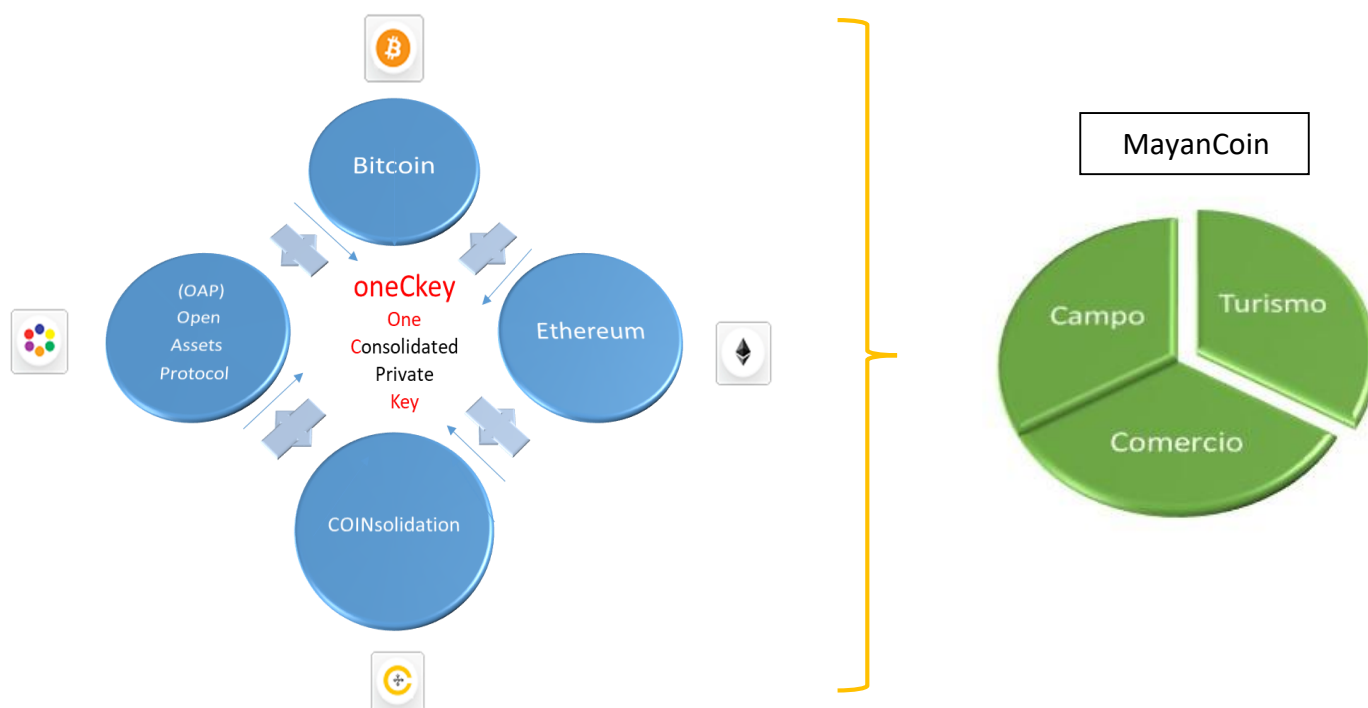 Bitcoin
MayanCoin
(OAP)
Open
Assets
Protocol
oneCkey
One
Consolidated
Private
Key
Ethereum
Campo
Turismo
Comercio
COINsolidation